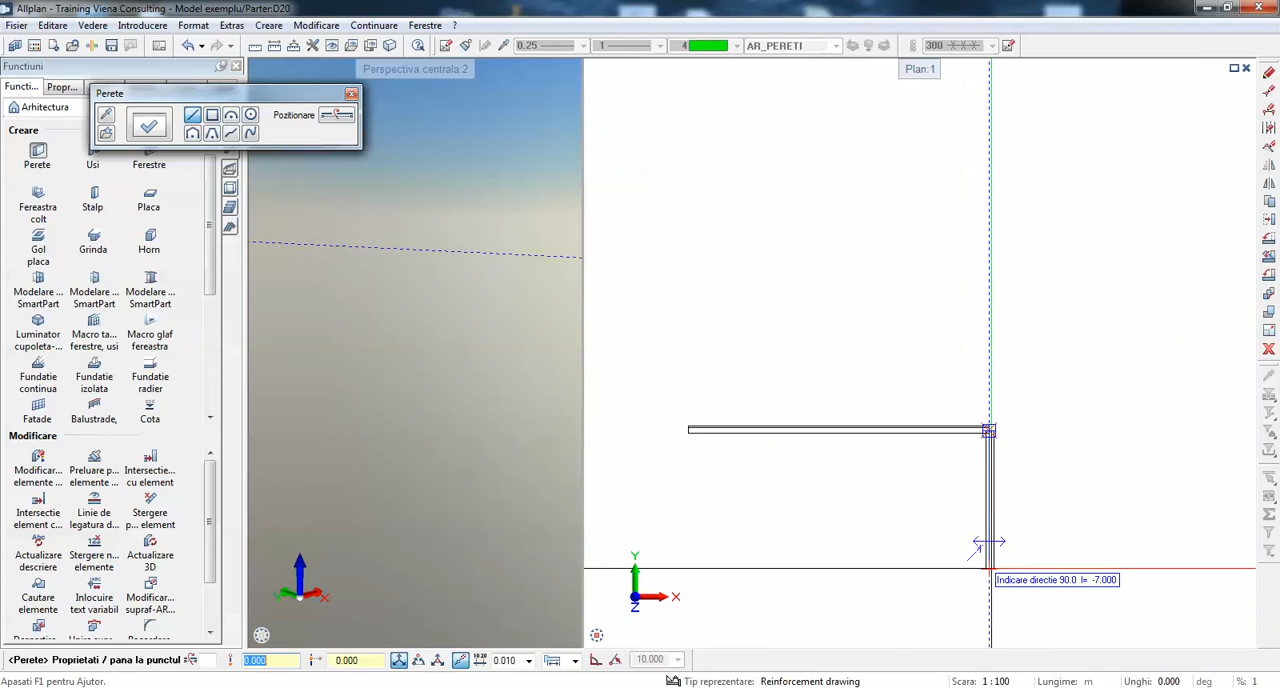 Allplan - Training Viena Consulting - Model exemplu/Parter:D20
Fisier Editare Vedere Introducere Format Extras Creare Modificare Continuare Ferestre ?
0.25 1 4 AR_PERETI 300
Functiuni
Functi... Propr...
Arhitectura
Perete
Pozitionare
Perspectiva centrala:2
Plan:1
Creare
Perete Usi Ferestre
Fereastra colt Stalp Placa
Gol placa Grinda Horn
Modelare ... SmartPart Modelare ... SmartPart Modelare ... SmartPart
Luminator cupoleta-... Macro ta... ferestre, usi Macro glaf fereastra
Fundatie continua Fundatie izolata Fundatie radier
Fatade Balustrade, Cota
Modificare
Modificar... elemente ... Preluare p... elemente ... Intersectie... cu element
Intersectie element c... Linie de legatura d... Stergere p... element
Actualizare descriere Stergere n... elemente Actualizare 3D
Cautare elemente Inlocuire text variabil Modificar... supraf-AR...
Y
X
Z
Indicare directie 90.0 l= -7.000
<Perete> Proprietati / pana la punctul
0.000 0.000 0.010 10.000
Apasati F1 pentru Ajutor.
Tip reprezentare: Reinforcement drawing Scara: 1 : 100 Lungime: m Unghi: 0.000 deg %: 1